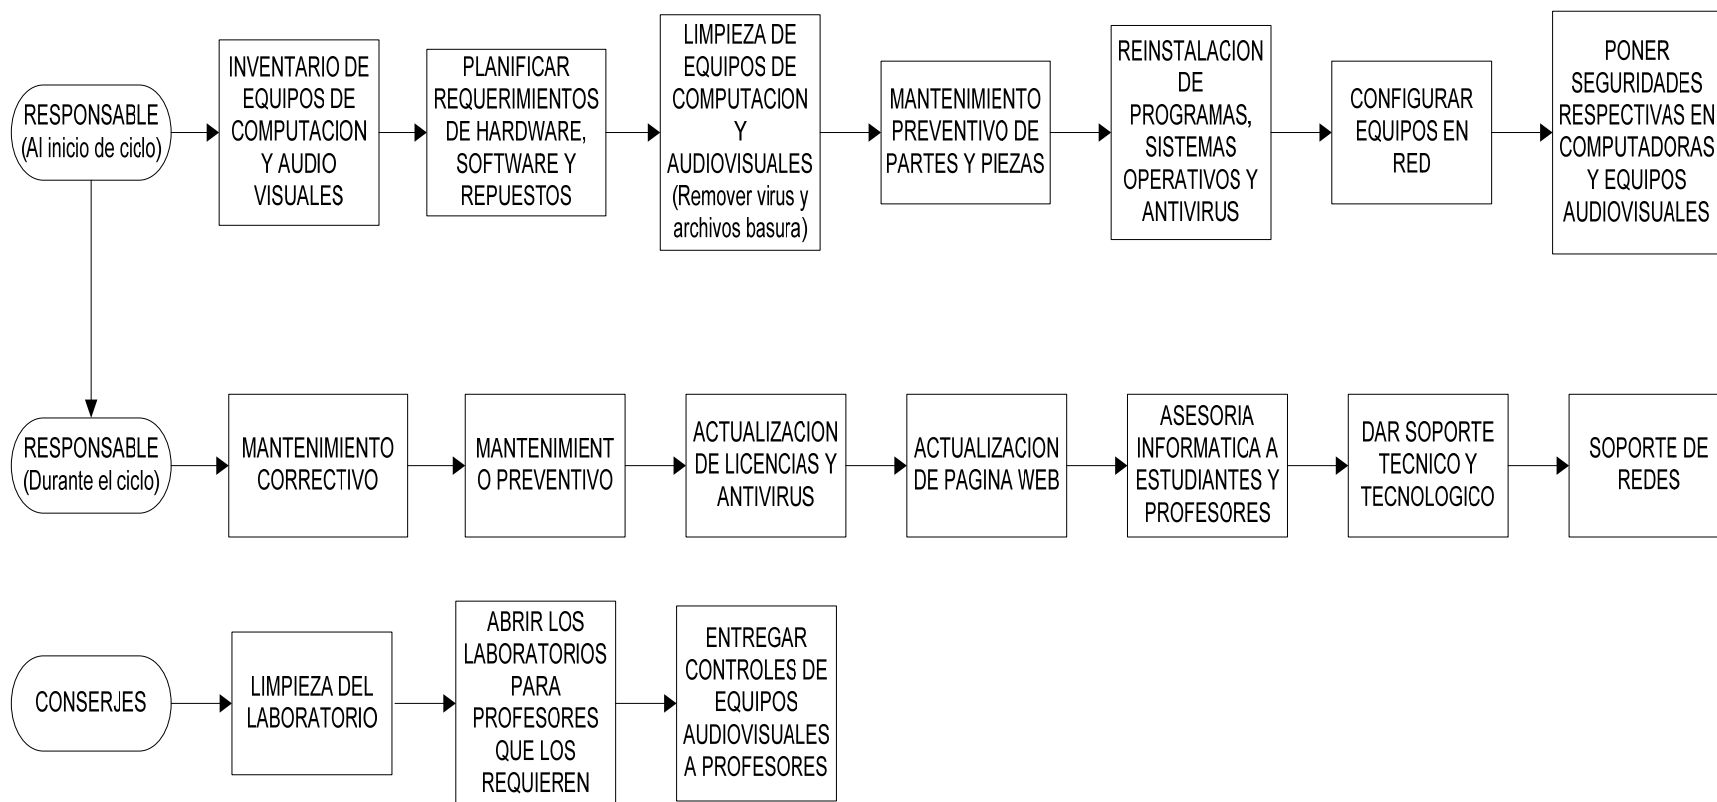 RESPONSABLE
(Al inicio de ciclo)
INVENTARIO DE
EQUIPOS DE
COMPUTACION
Y AUDIO
VISUALES
PLANIFICAR
REQUERIMIENTOS
DE HARDWARE,
SOFTWARE Y
REPUESTOS
LIMPIEZA DE
EQUIPOS DE
COMPUTACION
Y
AUDIOVISUALES
(Remover virus y
archivos basura)
MANTENIMIENTO
PREVENTIVO DE
PARTES Y PIEZAS
REINSTALACION
DE
PROGRAMAS,
SISTEMAS
OPERATIVOS Y
ANTIVIRUS
CONFIGURAR
EQUIPOS EN
RED
PONER
SEGURIDADES
RESPECTIVAS EN
COMPUTADORAS
Y EQUIPOS
AUDIOVISUALES
RESPONSABLE
(Durante el ciclo)
MANTENIMIENTO
CORRECTIVO
MANTENIMIENT
O PREVENTIVO
ACTUALIZACION
DE LICENCIAS Y
ANTIVIRUS
ACTUALIZACION
DE PAGINA WEB
ASESORIA
INFORMATICA A
ESTUDIANTES Y
PROFESORES
DAR SOPORTE
TECNICO Y
TECNOLOGICO
SOPORTE DE
REDES
CONSERJES
LIMPIEZA DEL
LABORATORIO
ABRIR LOS
LABORATORIOS
PARA
PROFESORES
QUE LOS
REQUIEREN
ENTREGAR
CONTROLES DE
EQUIPOS
AUDIOVISUALES
A PROFESORES